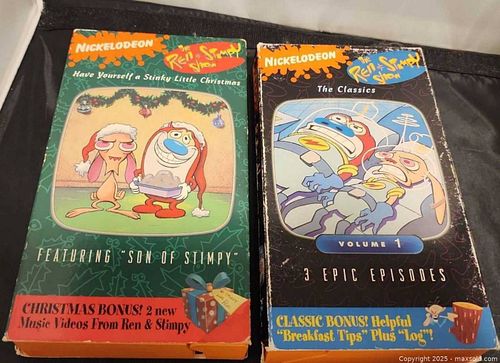 NICKELODEON
THE
REN & STIMPY
SHOW
Have Yourself a Stinky Little Christmas
FEATURING "SON OF STIMPY"
CHRISTMAS BONUS! 2 new
Music Videos From Ren & Stimpy
NICKELODEON
THE
REN & STIMPY
SHOW
The Classics
VOLUME 1
3 EPIC EPISODES
CLASSIC BONUS! Helpful
"Breakfast Tips" Plus "Log"!
Copyright 2025 - maxsold.com